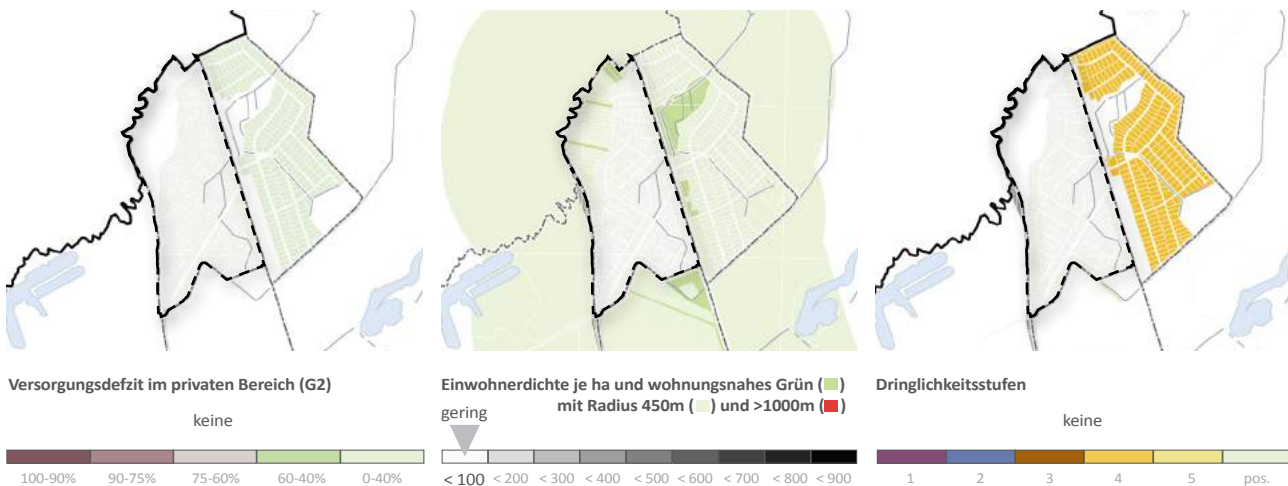 Versorgungsdefzit im privaten Bereich (G2)
keine
100-90% 90-75% 75-60% 60-40% 0-40%
Einwohnerdichte je ha und wohnungsnahes Grün ( )
mit Radius 450m ( ) und >1000m ( )
gering
< 100 < 200 < 300 < 400 < 500 < 600 < 700 < 800 < 900
Dringlichkeitsstufen
keine
1 2 3 4 5 pos.